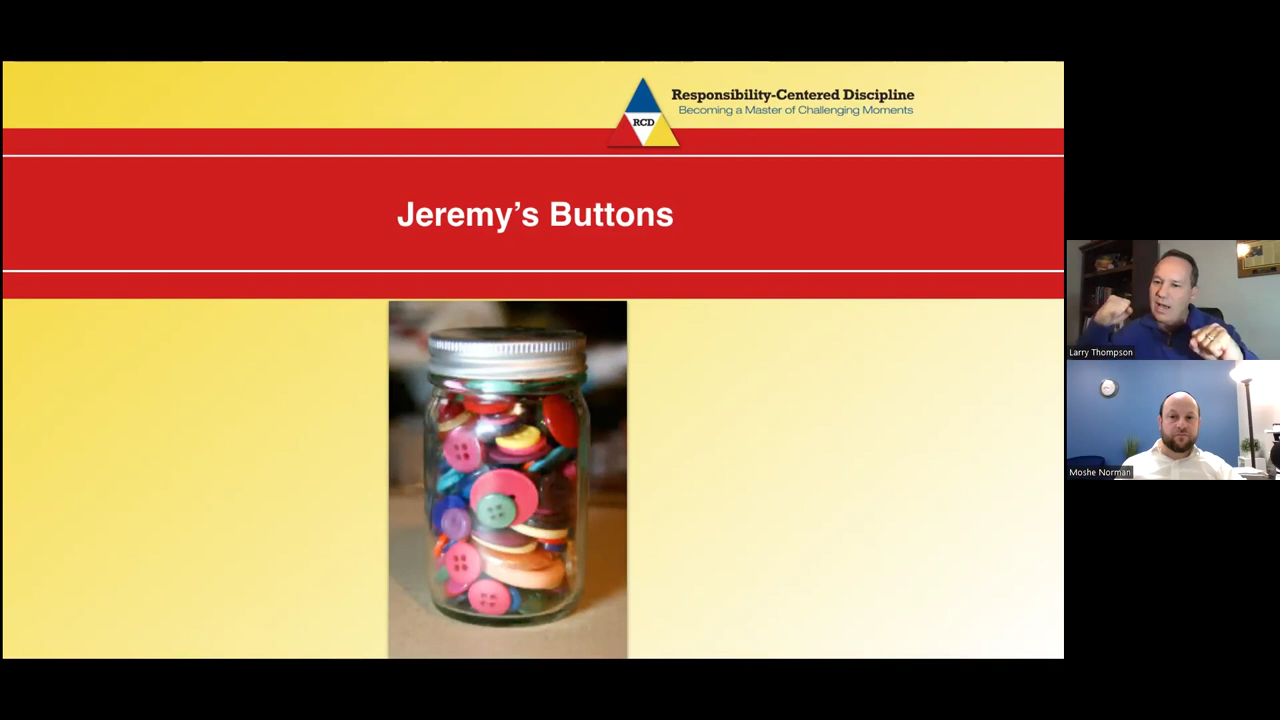 Responsibility-Centered Discipline
Becoming a Master of Challenging Moments
RCD
Jeremy's Buttons
Larry Thompson
Moshe Norman